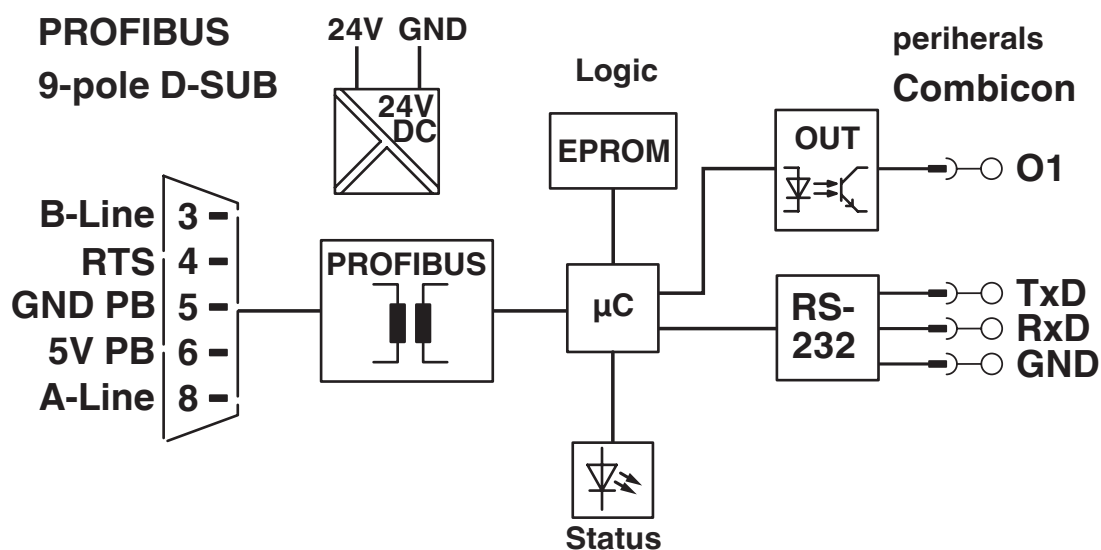 PROFIBUS
9-pole D-SUB
24V GND
24V
DC
Logic
EPROM
periherals
Combicon
OUT
O1
B-Line 3
RTS 4
GND PB 5
5V PB 6
A-Line 8
PROFIBUS
µC
RS-
232
TxD
RxD
GND
Status